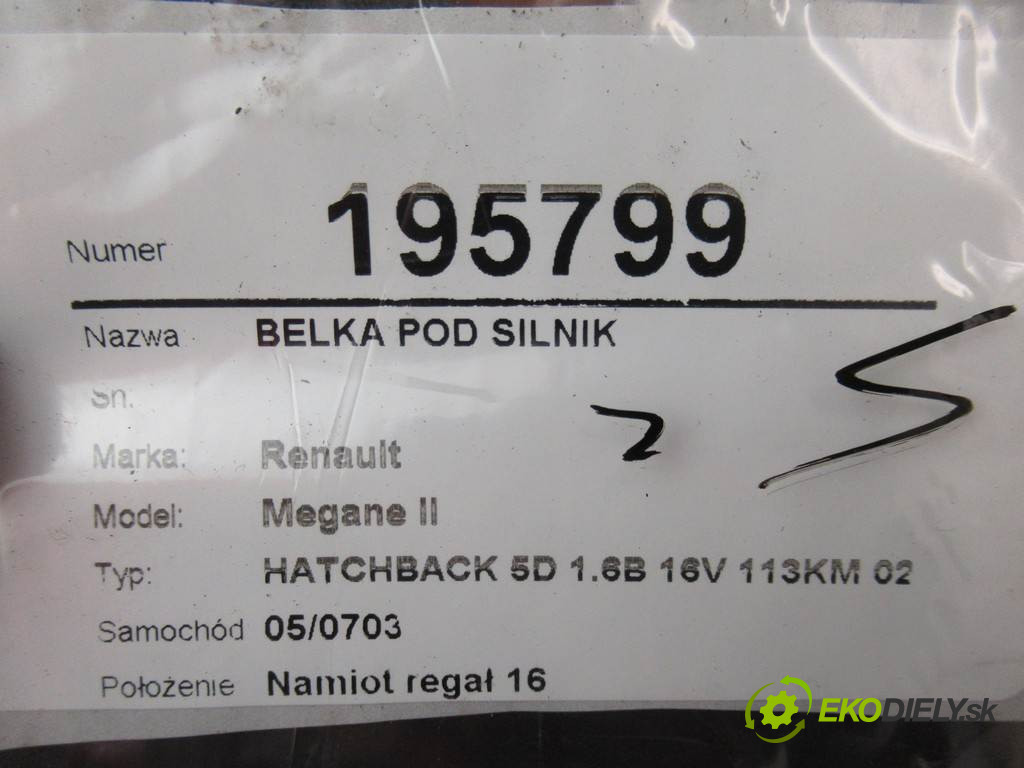 Numer 195799
Nazwa BELKA POD SILNIK
Sn.
Marka: Renault
Model: Megane II
Typ: HATCHBACK 5D 1.6B 16V 113KM 02
Samochód 05/0703
Położenie Namiot regał 16
2
EKODIELY.sk